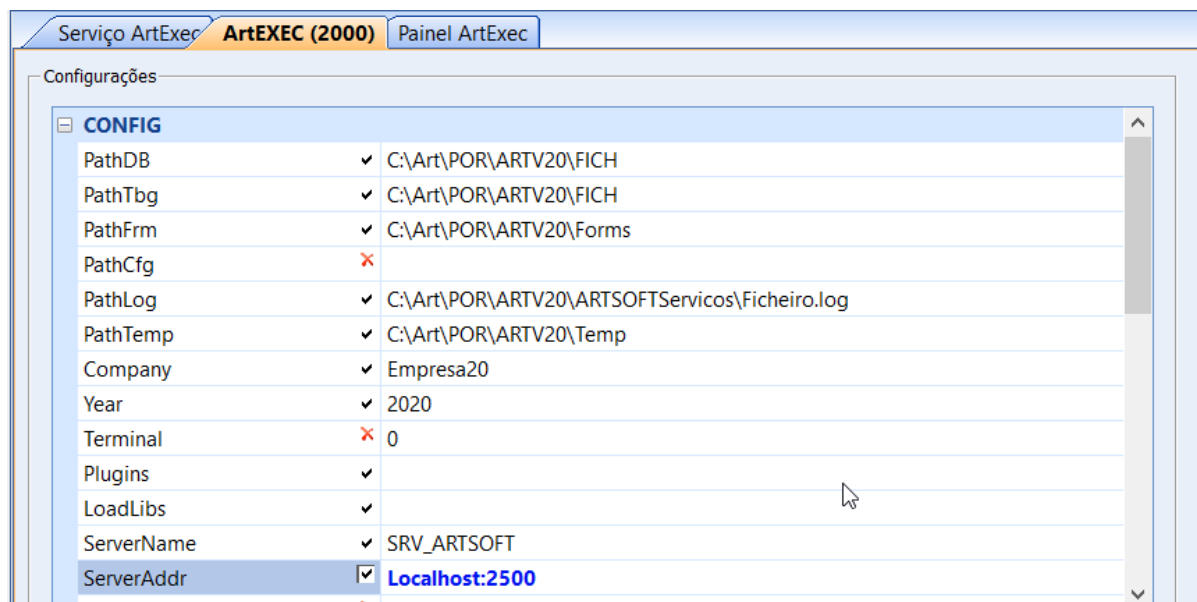 Serviço ArtExec ArtEXEC (2000) Painel ArtExec
Configurações
CONFIG
PathDB C:\Art\POR\ARTV20\FICH
PathTbg C:\Art\POR\ARTV20\FICH
PathFrm C:\Art\POR\ARTV20\Forms
PathCfg
PathLog C:\Art\POR\ARTV20\ARTSOFTServicos\Ficheiro.log
PathTemp C:\Art\POR\ARTV20\Temp
Company Empresa20
Year 2020
Terminal 0
Plugins
LoadLibs
ServerName SRV_ARTSOFT
ServerAddr Localhost:2500